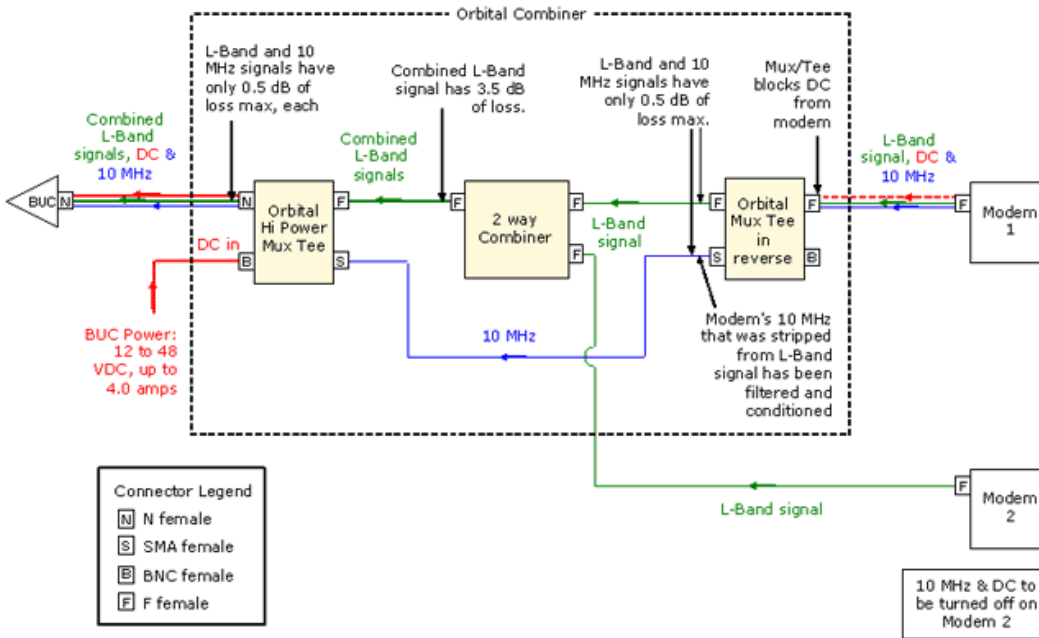 Orbital Combiner
L-Band and 10
MHz signals have
only 0.5 dB of
loss max, each
Combined L-Band
signal has 3.5 dB
of loss.
L-Band and 10
MHz signals have
only 0.5 dB of
loss max.
Mux/Tee
blocks DC
from
modem
Combined
L-Band
signals, DC &
10 MHz
Combined
L-Band
signals
L-Band
signal, DC &
10 MHz
BUC
N
N
Orbital
Hi Power
Mux Tee
F
B
S
DC in
F
2 way
Combiner
F
F
L-Band
signal
F
Orbital
Mux Tee
in
reverse
F
S
B
F
Modem
1
BUC Power:
12 to 48
VDC, up to
4.0 amps
10 MHz
Modem's 10 MHz
that was stripped
from L-Band
signal has been
filtered and
conditioned
Connector Legend
N N female
S SMA female
B BNC female
F F female
L-Band signal
F
Modem
2
10 MHz & DC to
be turned off on
Modem 2